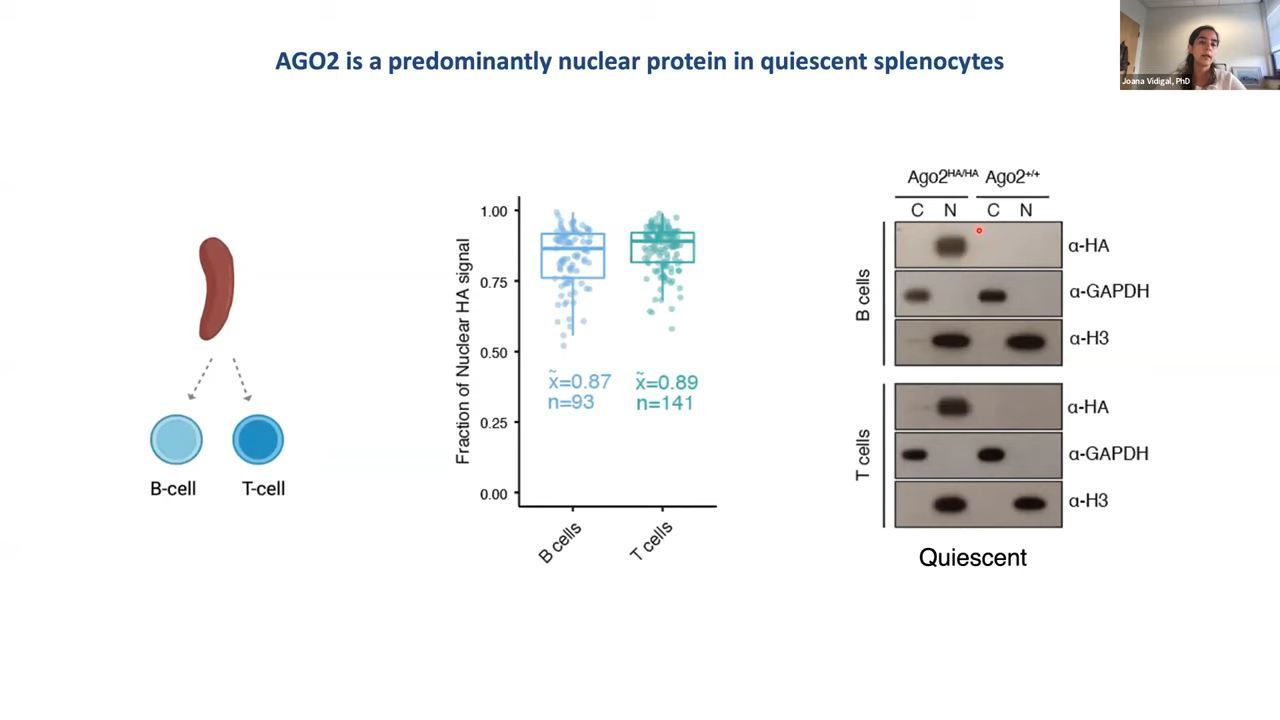 AGO2 is a predominantly nuclear protein in quiescent splenocytes
Joana Vidigal, PhD
B-cell
T-cell
Fraction of Nuclear HA signal
1.00
0.75
0.50
0.25
0.00
x̃=0.87
n=93
x̃=0.89
n=141
B cells
T cells
Ago2HA/HA Ago2+/+
C N C N
B cells
α-HA
α-GAPDH
α-H3
T cells
α-HA
α-GAPDH
α-H3
Quiescent